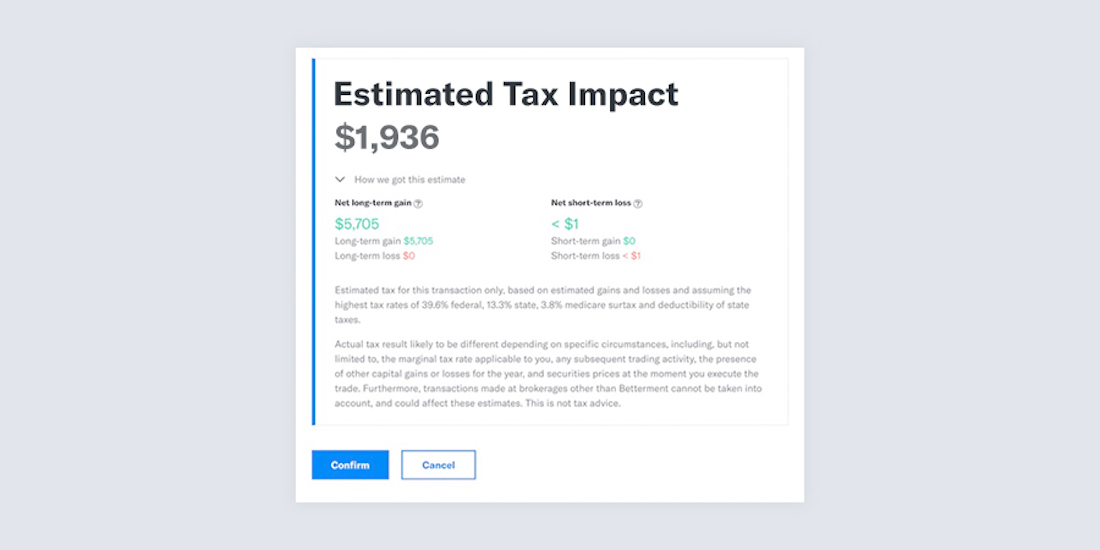 Estimated Tax Impact
$1,936
How we got this estimate
Net long-term gain ?
Net short-term loss ?
$5,705
< $1
Long-term gain $5,705
Short-term gain $0
Long-term loss $0
Short-term loss < $1
Estimated tax for this transaction only, based on estimated gains and losses and assuming the
highest tax rates of 39.6% federal, 13.3% state, 3.8% medicare surtax and deductibility of state
taxes.
Actual tax result likely to be different depending on specific circumstances, including, but not
limited to, the marginal tax rate applicable to you, any subsequent trading activity, the presence
of other capital gains or losses for the year, and securities prices at the moment you execute the
trade. Furthermore, transactions made at brokerages other than Betterment cannot be taken into
account, and could affect these estimates. This is not tax advice.
Confirm
Cancel